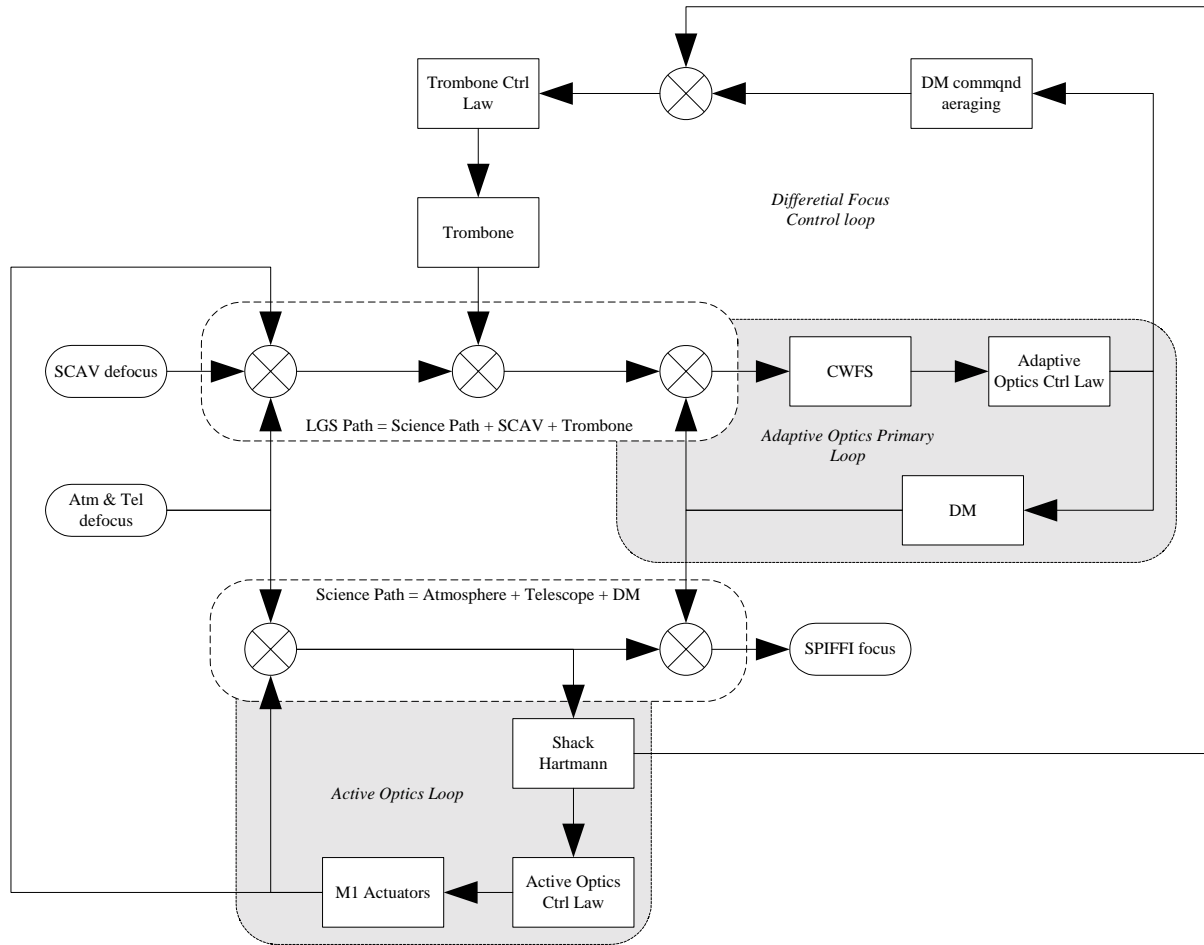 Trombone Ctrl
Law
DM commqnd
aeraging
Differetial Focus
Control loop
Trombone
SCAV defocus
CWFS
Adaptive
Optics Ctrl Law
LGS Path = Science Path + SCAV + Trombone
Adaptive Optics Primary
Loop
Atm & Tel
defocus
DM
Science Path = Atmosphere + Telescope + DM
SPIFFI focus
Shack
Hartmann
Active Optics Loop
M1 Actuators
Active Optics
Ctrl Law